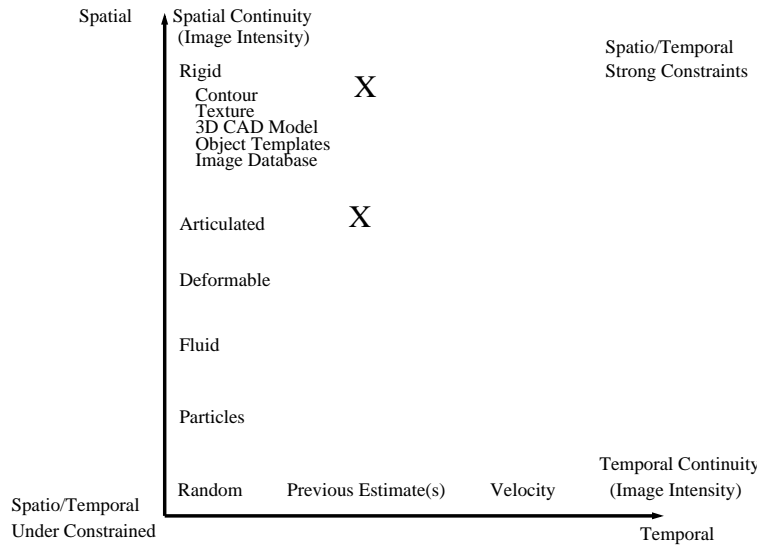 Spatial
Spatial Continuity
(Image Intensity)
Spatio/Temporal
Strong Constraints
Rigid
X
Contour
Texture
3D CAD Model
Object Templates
Image Database
Articulated
X
Deformable
Fluid
Particles
Temporal Continuity
(Image Intensity)
Random
Previous Estimate(s)
Velocity
Spatio/Temporal
Under Constrained
Temporal